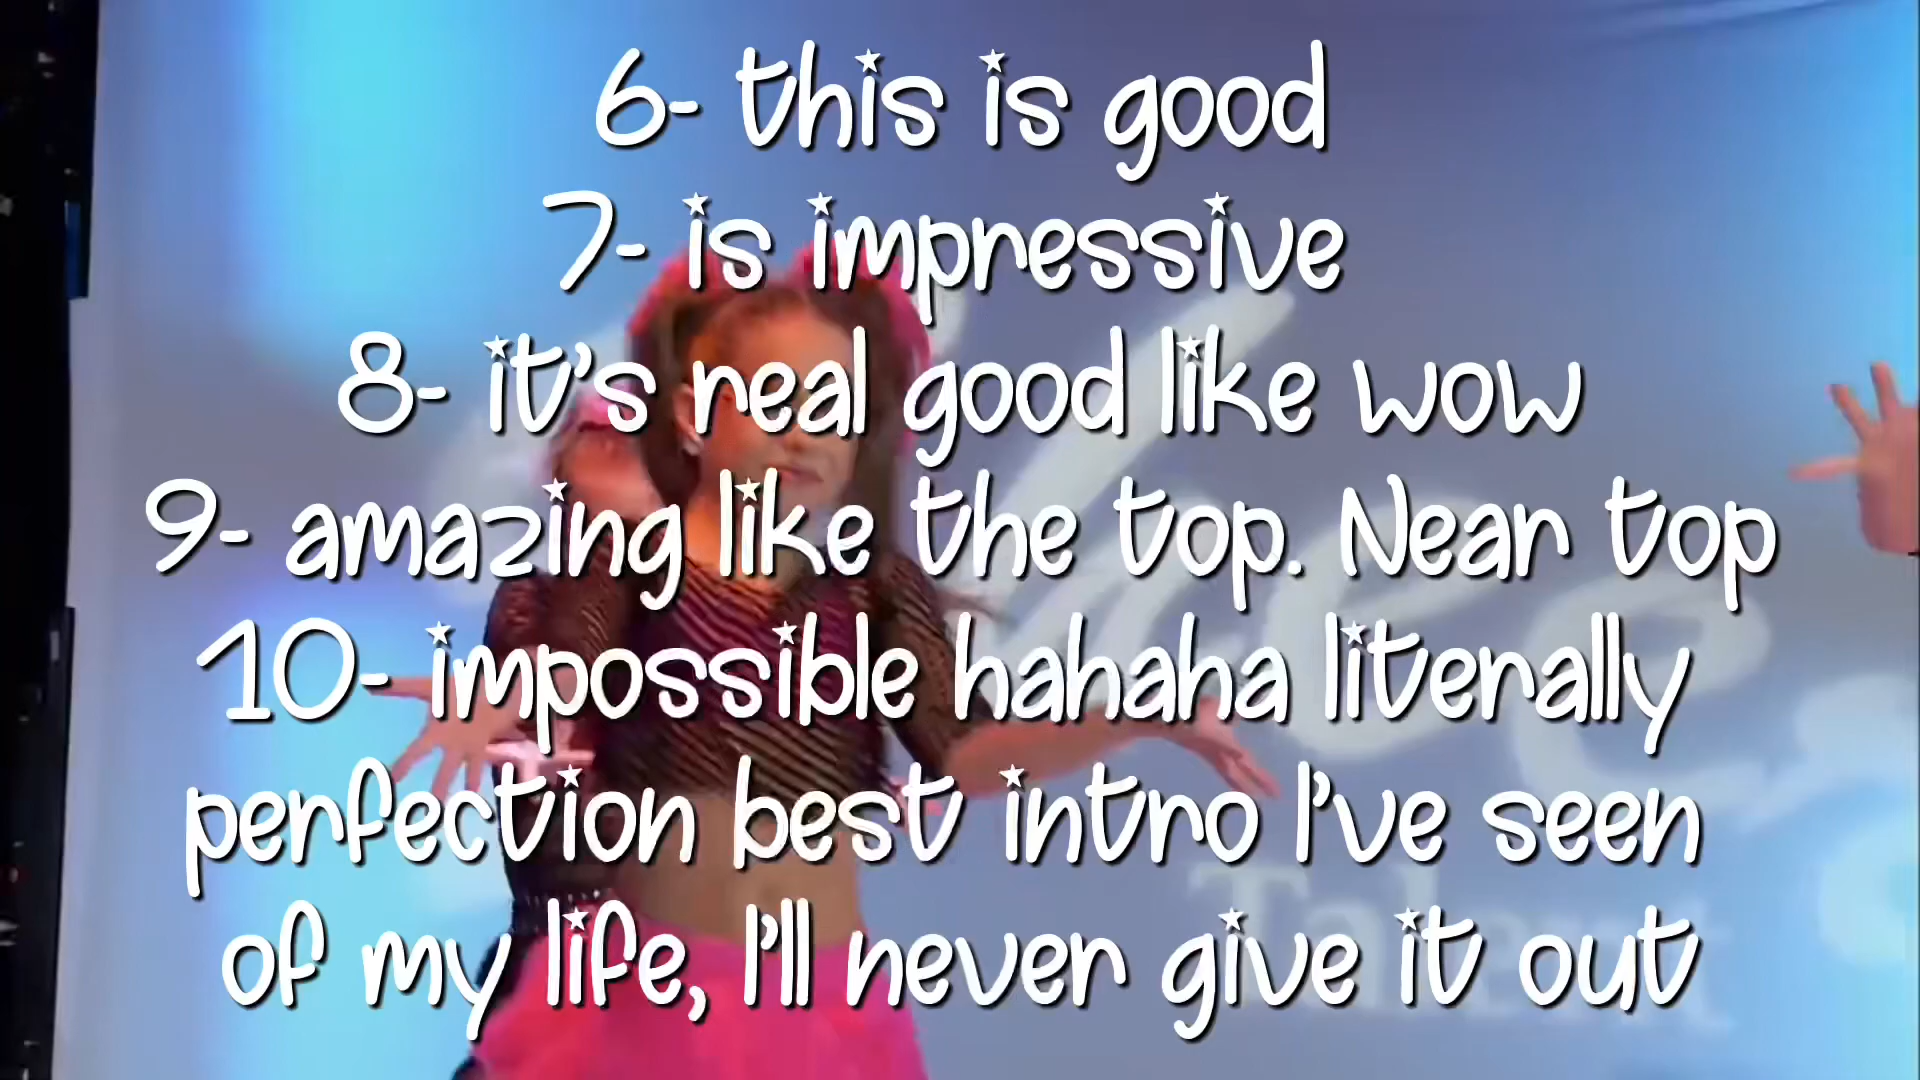 6- this is good
7- is impressive
8- it's real good like wow
9- amazing like the top. Near top
10- impossible hahaha literally
perfection best intro I've seen
of my life, I'll never give it out
Talent